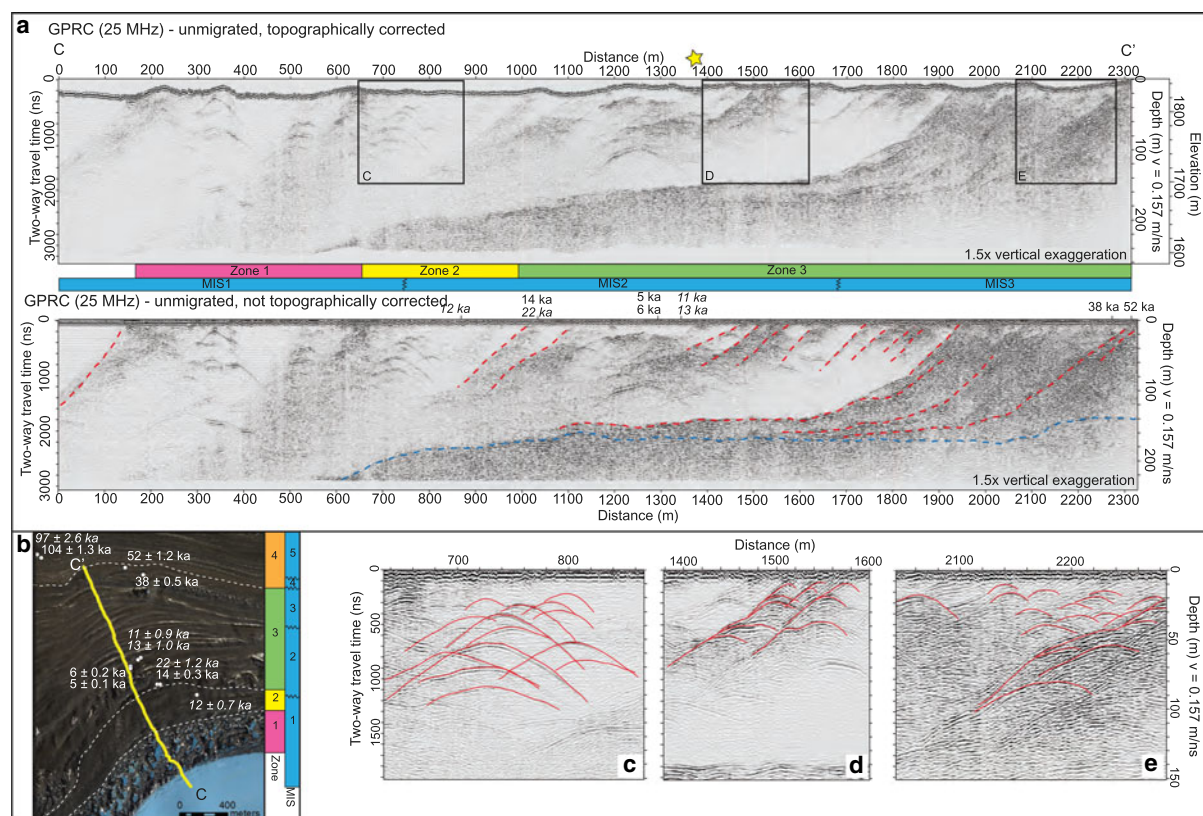 a
GPRC (25 MHz) - unmigrated, topographically corrected
C
Distance (m)
C'
0 100 200 300 400 500 600 700 800 900 1000 1100 1200 1300 1400 1500 1600 1700 1800 1900 2000 2100 2200 2300
Two-way travel time (ns)
0
1000
2000
3000
0
100
200
Depth (m) v = 0.157 m/ns
1800
1700
1600
Elevation (m)
C
D
E
1.5x vertical exaggeration
Zone 1
Zone 2
Zone 3
MIS1
MIS2
MIS3
GPRC (25 MHz) - unmigrated, not topographically corrected
12 ka
14 ka
22 ka
5 ka
6 ka
11 ka
13 ka
38 ka 52 ka
Two-way travel time (ns)
0
1000
2000
3000
0
100
200
Depth (m) v = 0.157 m/ns
1.5x vertical exaggeration
0 100 200 300 400 500 600 700 800 900 1000 1100 1200 1300 1400 1500 1600 1700 1800 1900 2000 2100 2200 2300
Distance (m)
b
97 ± 2.6 ka
104 ± 1.3 ka
C'
52 ± 1.2 ka
38 ± 0.5 ka
11 ± 0.9 ka
13 ± 1.0 ka
22 ± 1.2 ka
6 ± 0.2 ka
14 ± 0.3 ka
5 ± 0.1 ka
12 ± 0.7 ka
C
0 400
meters
4
3
2
1
Zone
5
4
3
2
1
MIS
Distance (m)
700 800
1400 1500 1600
2100 2200
Two-way travel time (ns)
0
500
1000
1500
0
50
100
150
Depth (m) v = 0.157 m/ns
c
d
e